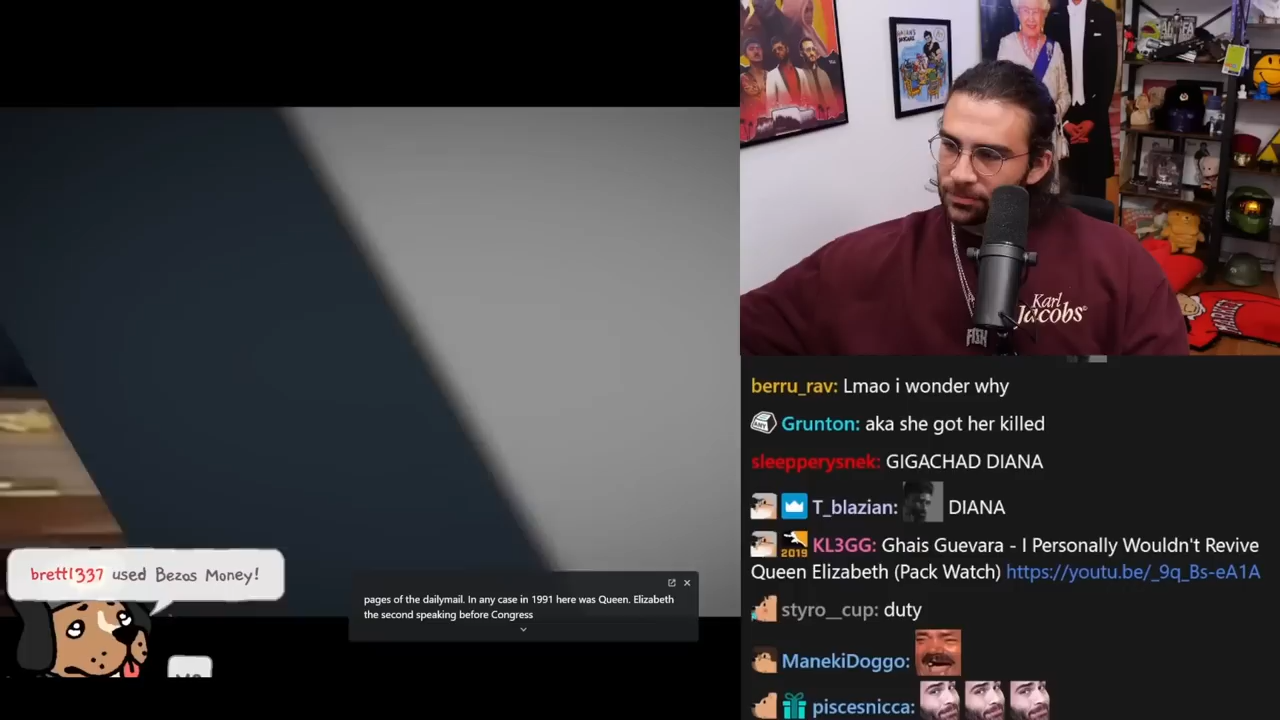 berru_rav: Lmao i wonder why
Grunton: aka she got her killed
sleepperysnek: GIGACHAD DIANA
T_blazian: DIANA
2019 KL3GG: Ghais Guevara - I Personally Wouldn't Revive
Queen Elizabeth (Pack Watch) https://youtu.be/_9q_Bs-eA1A
styro__cup: duty
ManekiDoggo:
piscesnicca:
Karl
Jacobs
FISH
brett1337 used Bezos Money!
pages of the dailymail. In any case in 1991 here was Queen. Elizabeth
the second speaking before Congress